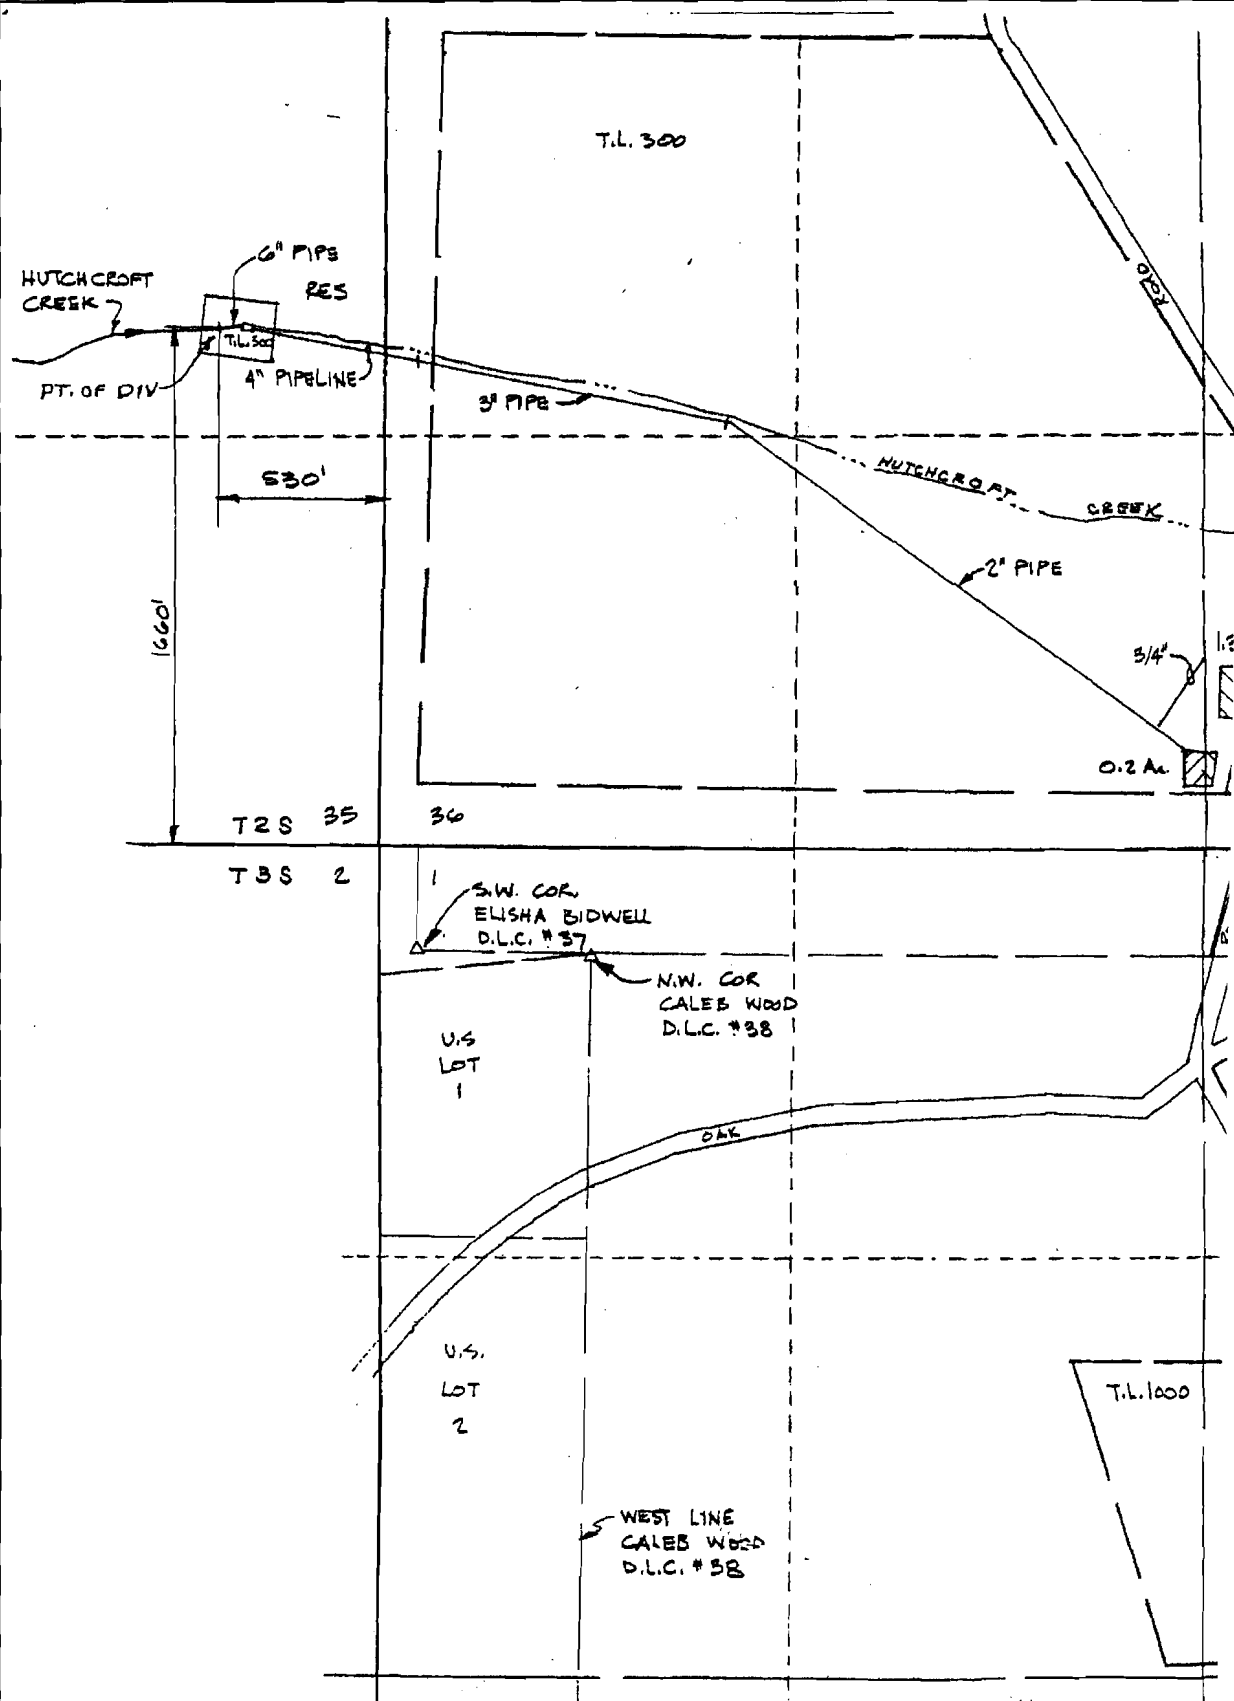 T.L. 300
6" PIPE
RES
HUTCHCROFT
CREEK
T.L. 300
PT. OF DIV
4" PIPELINE
3" PIPE
ROAD
530'
HUTCHCROFT CREEK
2" PIPE
1660'
3/4"
0.2 Ac.
T2S 35 36
T3S 2 1
S.W. COR.
ELISHA BIDWELL
D.L.C. #37
N.W. COR
CALEB WOOD
D.L.C. #38
U.S
LOT
1
OAK
U.S.
LOT
2
T.L. 1000
WEST LINE
CALEB WOOD
D.L.C. #38